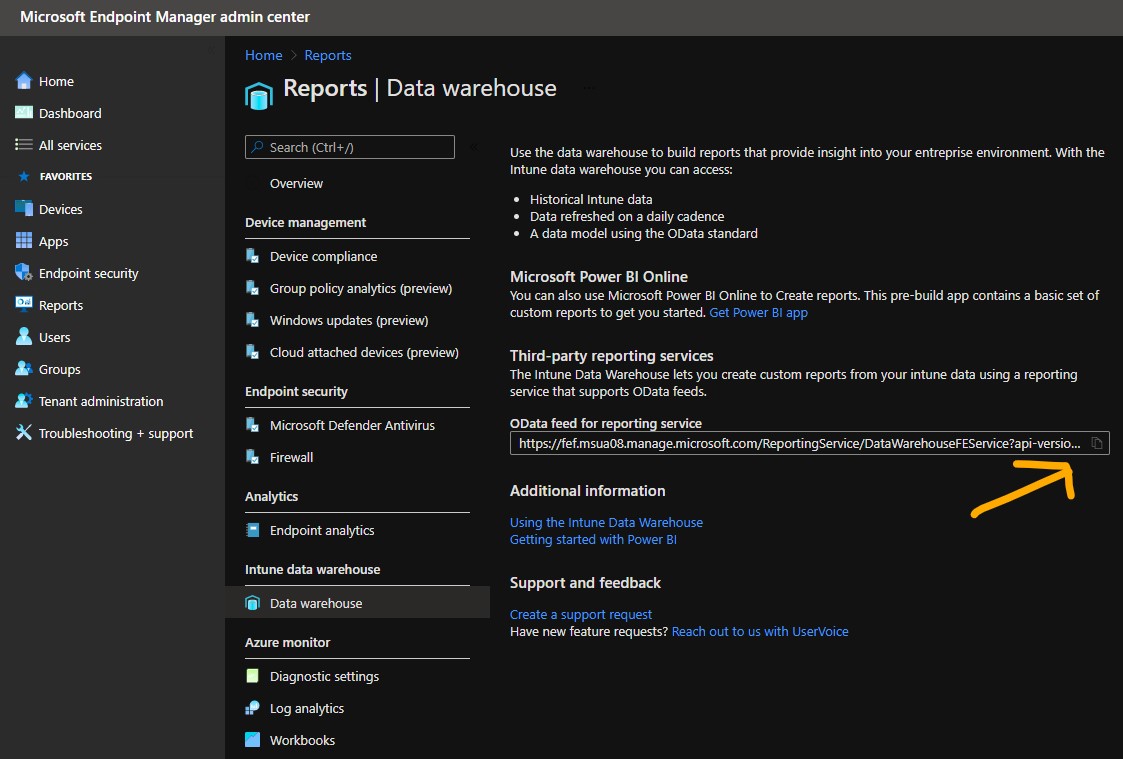 Microsoft Endpoint Manager admin center
Home
Dashboard
All services
FAVORITES
Devices
Apps
Endpoint security
Reports
Users
Groups
Tenant administration
Troubleshooting + support
Home > Reports
Reports | Data warehouse
Search (Ctrl+/)
Overview
Device management
Device compliance
Group policy analytics (preview)
Windows updates (preview)
Cloud attached devices (preview)
Endpoint security
Microsoft Defender Antivirus
Firewall
Analytics
Endpoint analytics
Intune data warehouse
Data warehouse
Azure monitor
Diagnostic settings
Log analytics
Workbooks
Use the data warehouse to build reports that provide insight into your entreprise environment. With the
Intune data warehouse you can access:
• Historical Intune data
• Data refreshed on a daily cadence
• A data model using the OData standard
Microsoft Power BI Online
You can also use Microsoft Power BI Online to Create reports. This pre-build app contains a basic set of
custom reports to get you started. Get Power BI app
Third-party reporting services
The Intune Data Warehouse lets you create custom reports from your intune data using a reporting
service that supports OData feeds.
OData feed for reporting service
https://fef.msua08.manage.microsoft.com/ReportingService/DataWarehouseFEService?api-versio...
Additional information
Using the Intune Data Warehouse
Getting started with Power BI
Support and feedback
Create a support request
Have new feature requests? Reach out to us with UserVoice